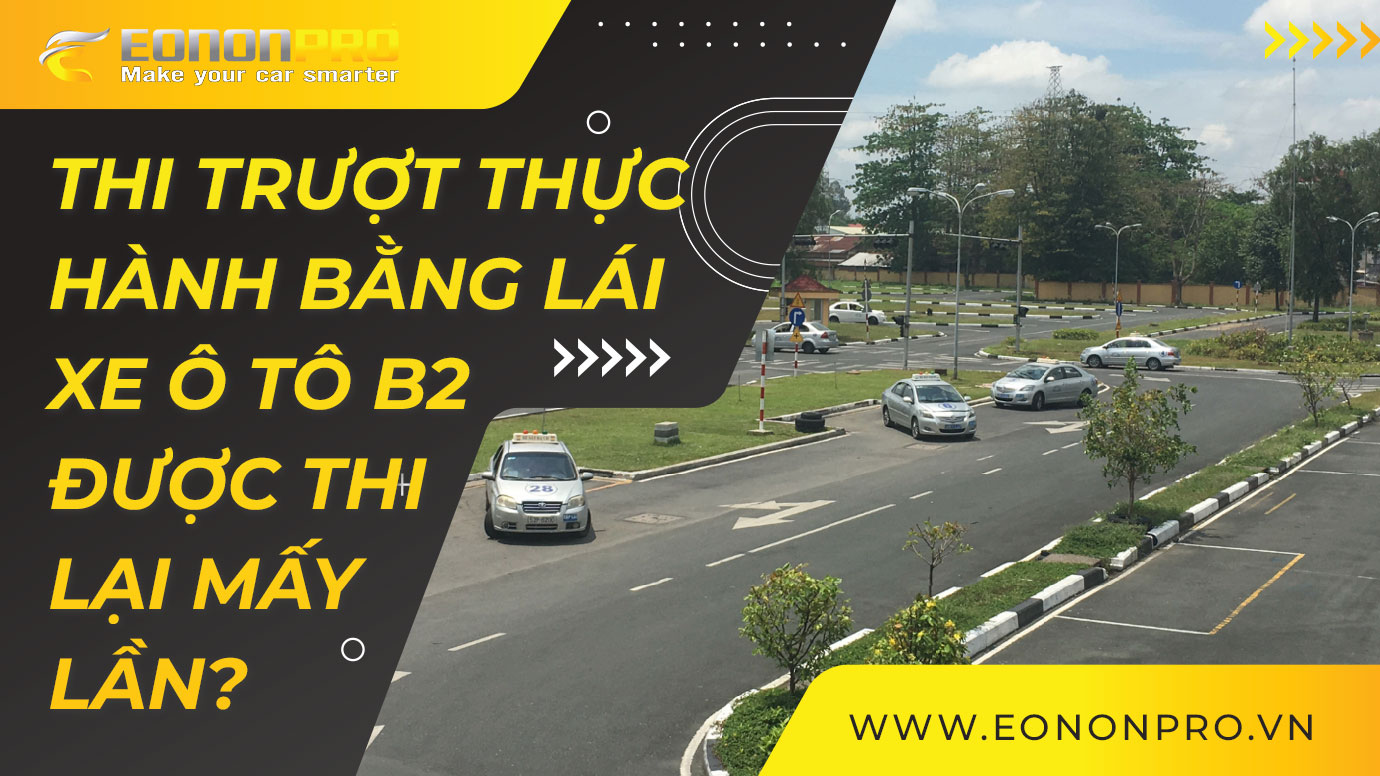 EONONPRO
Make your car smarter
THI TRƯỢT THỰC
HÀNH BẰNG LÁI
XE Ô TÔ B2
ĐƯỢC THI
LẠI MẤY
LẦN?
28
WWW.EONONPRO.VN